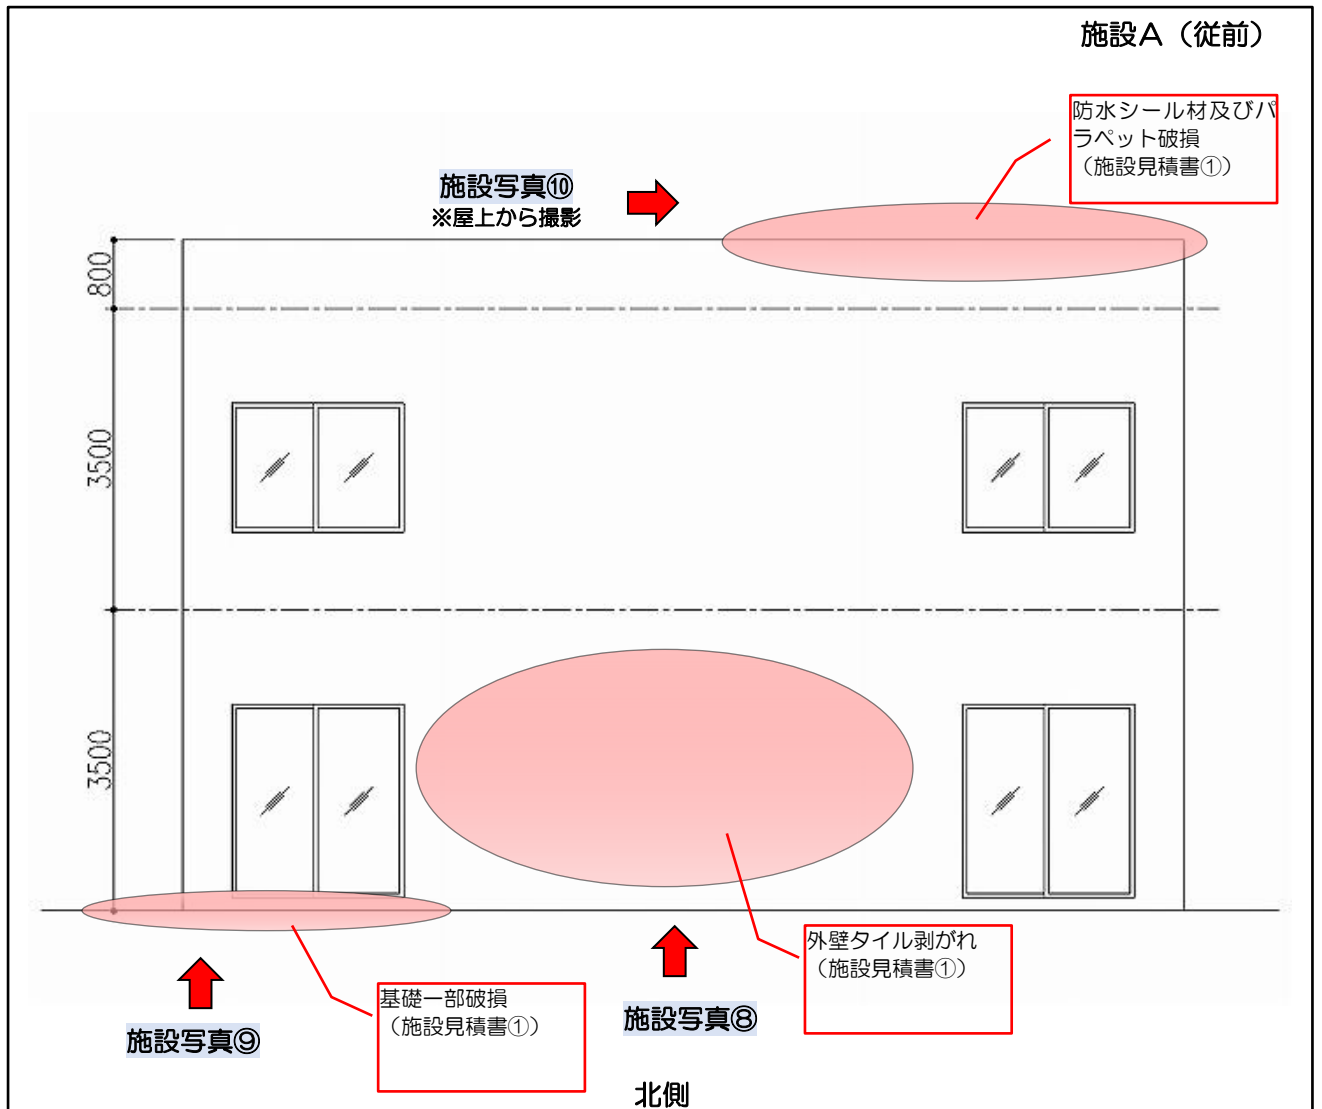 施設A（従前）
防水シール材及びパ
ラペット破損
（施設見積書①）
施設写真⑩
※屋上から撮影
800
3500
3500
外壁タイル剥がれ
（施設見積書①）
基礎一部破損
（施設見積書①）
施設写真⑧
施設写真⑨
北側